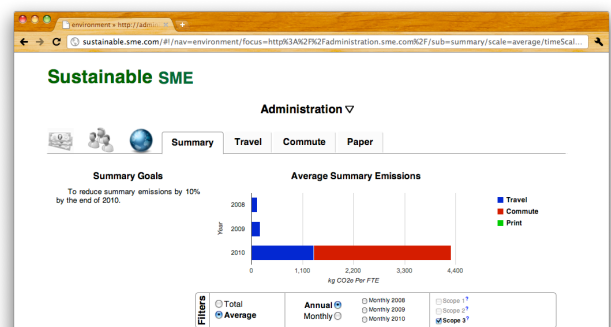 environment » http://admin
sustainable.sme.com/#!/nav=environment/focus=http%3A%2F%2Fadministration.sme.com%2F/sub=summary/scale=average/timeScal...
Sustainable SME
Administration ▽
Summary Travel Commute Paper
Summary Goals
To reduce summary emissions by 10%
by the end of 2010.
Average Summary Emissions
Year
2008
2009
2010
0 1,100 2,200 3,300 4,400
kg CO2e Per FTE
Travel
Commute
Print
Filters
Total
Average
Annual
Monthly
Monthly 2008
Monthly 2009
Monthly 2010
Scope 1?
Scope 2?
Scope 3?